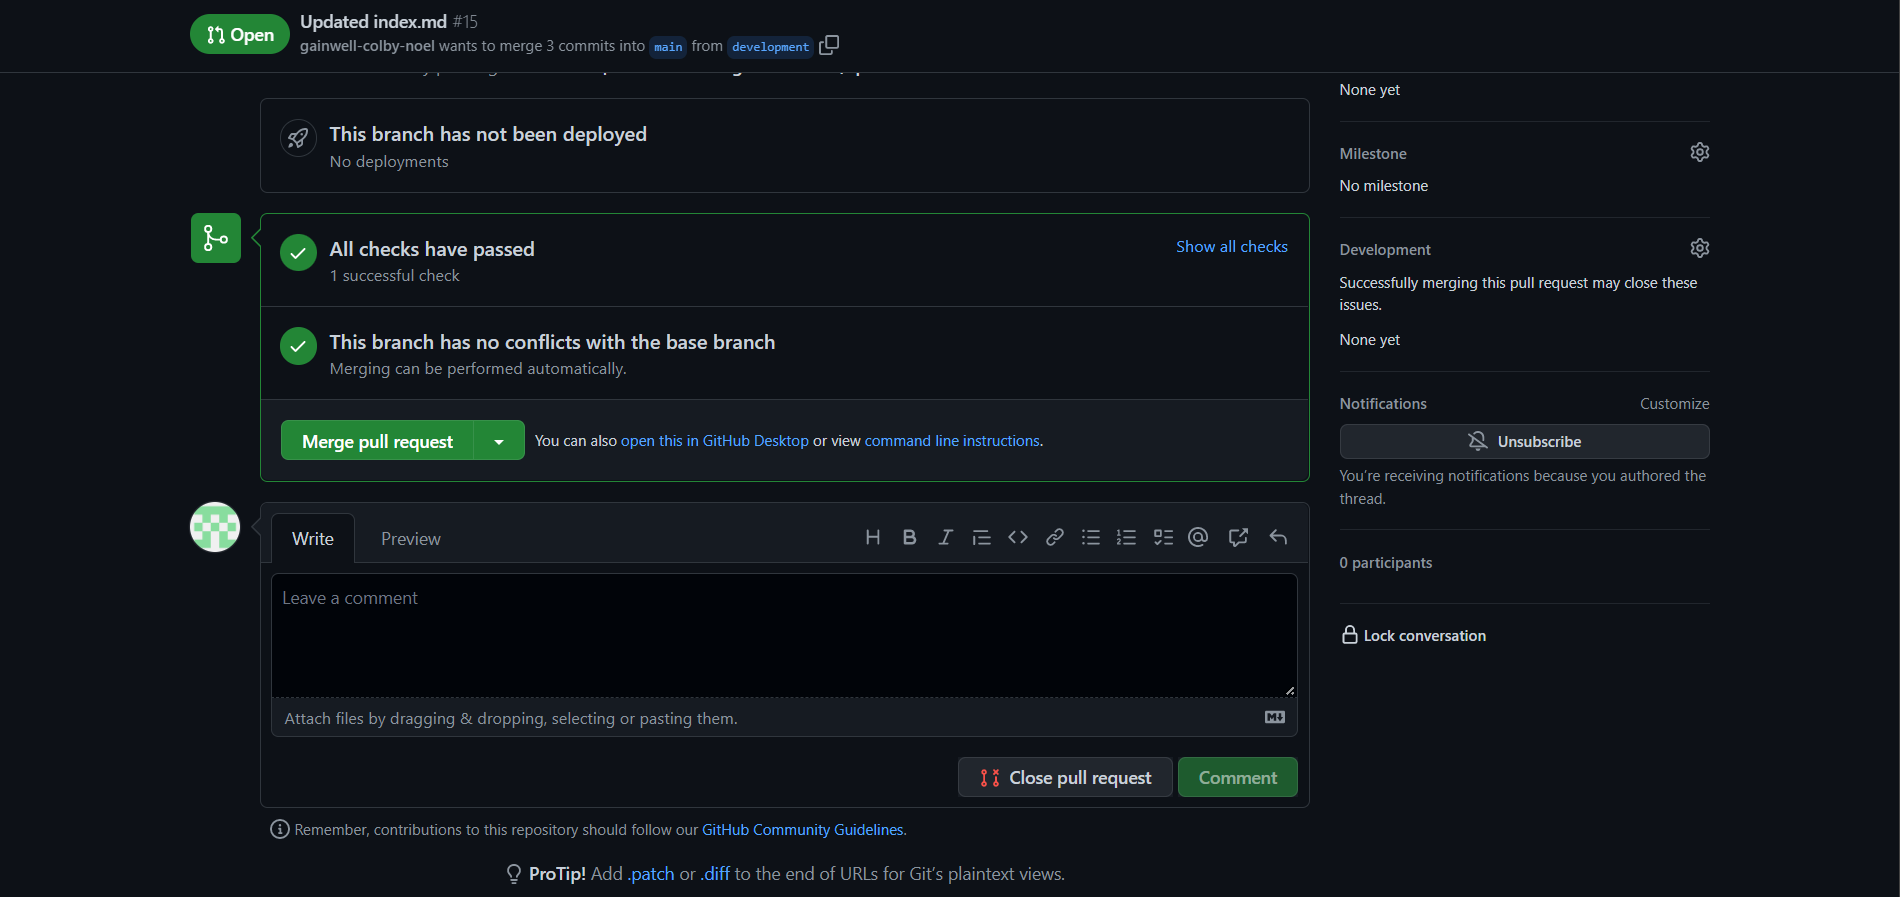 Open
Updated index.md #15
gainwell-colby-noel wants to merge 3 commits into main from development
This branch has not been deployed
No deployments
All checks have passed
Show all checks
1 successful check
This branch has no conflicts with the base branch
Merging can be performed automatically.
Merge pull request
You can also open this in GitHub Desktop or view command line instructions.
Write
Preview
Leave a comment
Attach files by dragging & dropping, selecting or pasting them.
Close pull request
Comment
Remember, contributions to this repository should follow our GitHub Community Guidelines.
ProTip! Add .patch or .diff to the end of URLs for Git's plaintext views.
None yet
Milestone
No milestone
Development
Successfully merging this pull request may close these
issues.
None yet
Notifications
Customize
Unsubscribe
You're receiving notifications because you authored the
thread.
0 participants
Lock conversation